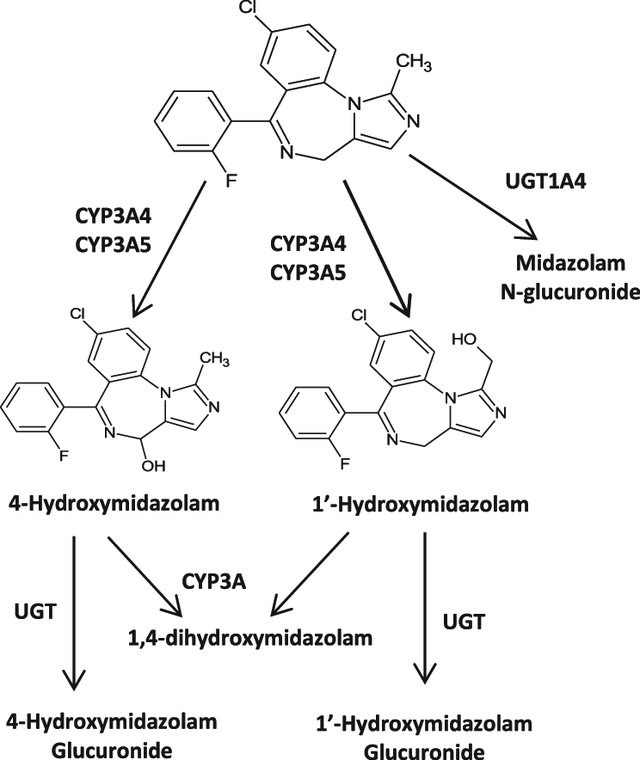 Cl
CH3
N
N
N
F
UGT1A4
CYP3A4
CYP3A5
CYP3A4
CYP3A5
Midazolam
N-glucuronide
Cl
CH3
N
N
N
F
OH
Cl
HO
N
N
N
F
4-Hydroxymidazolam
1’-Hydroxymidazolam
CYP3A
UGT
UGT
1,4-dihydroxymidazolam
4-Hydroxymidazolam
Glucuronide
1’-Hydroxymidazolam
Glucuronide